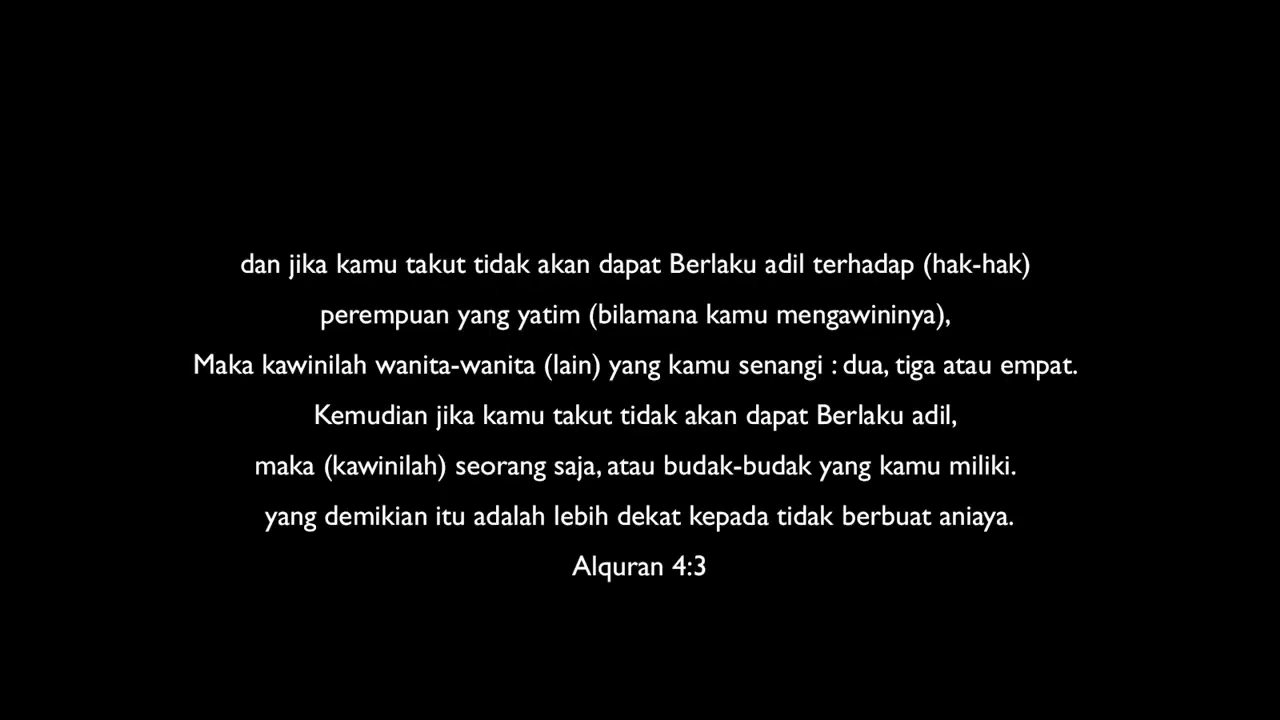 dan jika kamu takut tidak akan dapat Berlaku adil terhadap (hak-hak)
perempuan yang yatim (bilamana kamu mengawininya),
Maka kawinilah wanita-wanita (lain) yang kamu senangi : dua, tiga atau empat.
Kemudian jika kamu takut tidak akan dapat Berlaku adil,
maka (kawinilah) seorang saja, atau budak-budak yang kamu miliki.
yang demikian itu adalah lebih dekat kepada tidak berbuat aniaya.
Alquran 4:3